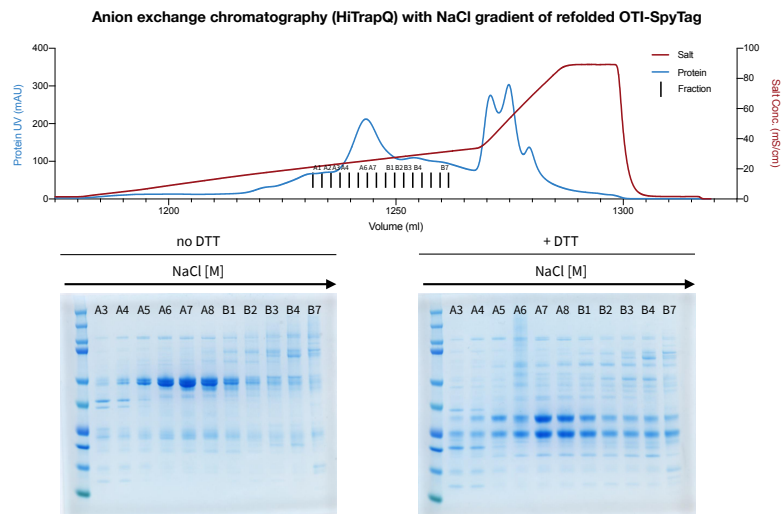 Anion exchange chromatography (HiTrapQ) with NaCl gradient of refolded OTI-SpyTag
400
300
200
100
0
Protein UV (mAU)
100
80
60
40
20
0
Salt Conc. (mS/cm)
Salt
Protein
Fraction
A1 A2 A3 A4 A6 A7 B1 B2 B3 B4 B7
1200 1250 1300
Volume (ml)
no DTT
NaCl [M]
A3 A4 A5 A6 A7 A8 B1 B2 B3 B4 B7
+ DTT
NaCl [M]
A3 A4 A5 A6 A7 A8 B1 B2 B3 B4 B7